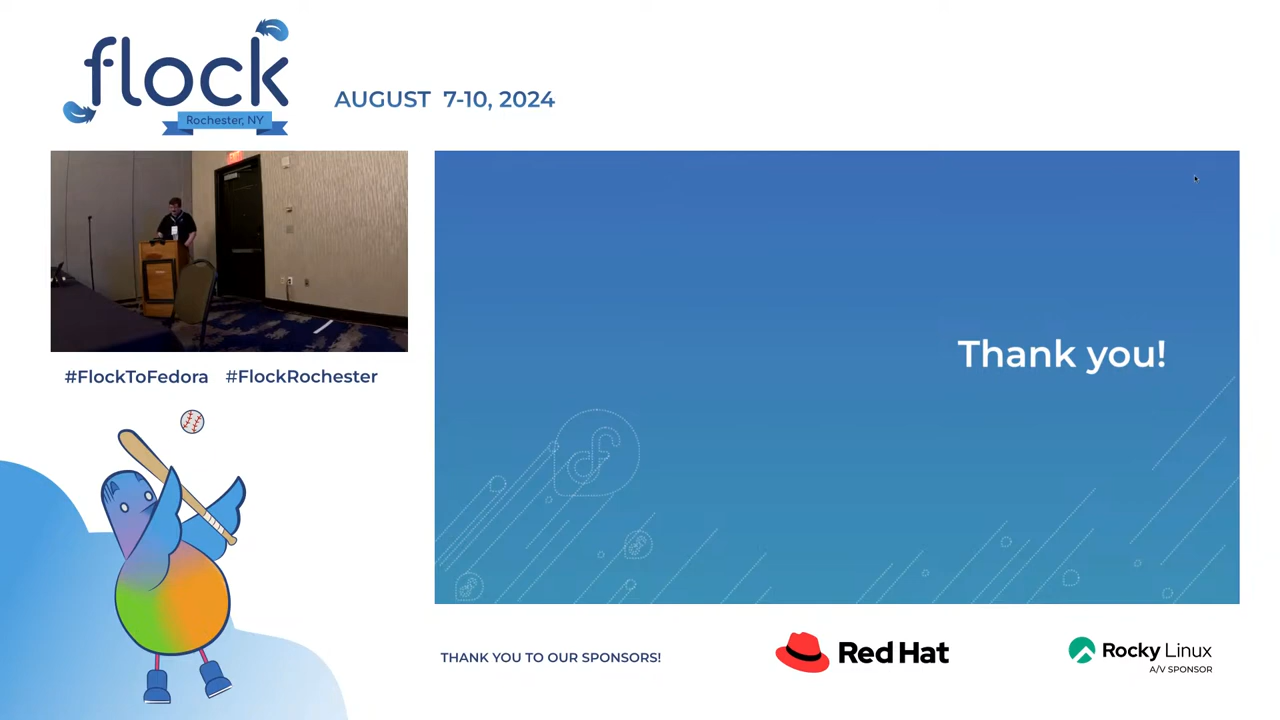 flock
Rochester, NY
AUGUST 7-10, 2024
#FlockToFedora #FlockRochester
Thank you!
THANK YOU TO OUR SPONSORS!
Red Hat
Rocky Linux
A/V SPONSOR